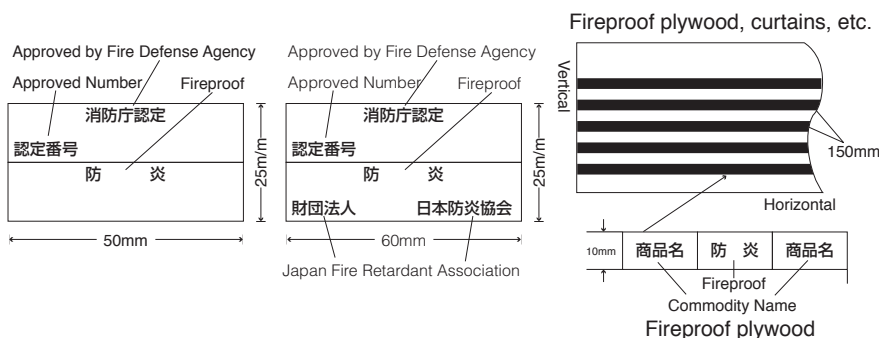 Approved by Fire Defense Agency
Approved Number
Fireproof
消防庁認定
認定番号
防 炎
25m/m
50mm
Approved by Fire Defense Agency
Approved Number
Fireproof
消防庁認定
認定番号
防 炎
財団法人 日本防炎協会
25m/m
60mm
Japan Fire Retardant Association
Fireproof plywood, curtains, etc.
Vertical
150mm
Horizontal
10mm
商品名 防 炎 商品名
Fireproof
Commodity Name
Fireproof plywood